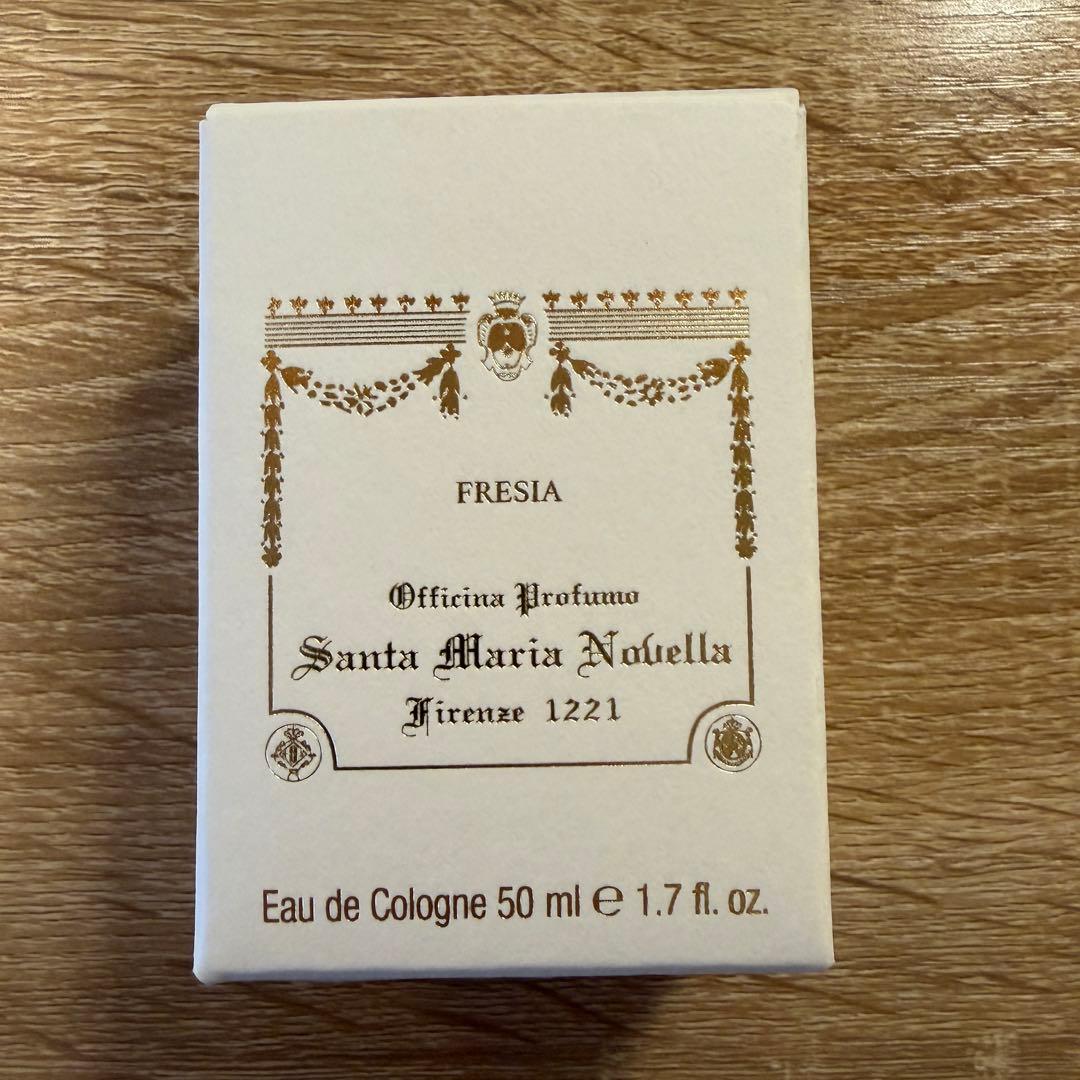 FRESIA
Officina Profumo
Santa Maria Novella
Firenze 1221
Eau de Cologne 50 ml ℮ 1.7 fl. oz.